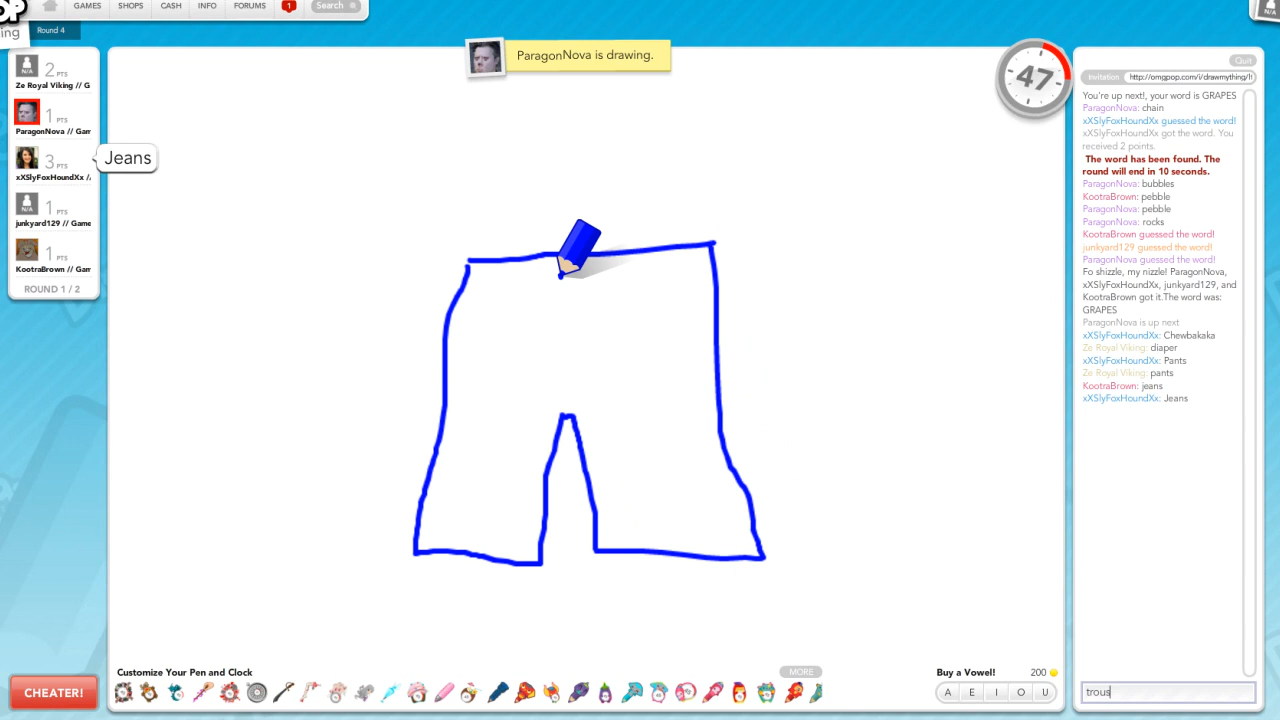 GAMES SHOPS CASH INFO FORUMS 1 Search
Round 4
ParagonNova is drawing.
47
2 PTS
Ze Royal Viking // G
1 PTS
ParagonNova // Gam
3 PTS
xXSlyFoxHoundXx //
Jeans
N/A
1 PTS
junkyard129 // Game
1 PTS
KootraBrown // Gam
ROUND 1 / 2
CHEATER!
Customize Your Pen and Clock
MORE
Buy a Vowel! 200
A E I O U
Quit
Invitation http://omgpop.com/i/drawmything/
You're up next!, your word is GRAPES
ParagonNova: chain
xXSlyFoxHoundXx guessed the word!
xXSlyFoxHoundXx got the word. You
received 2 points.
The word has been found. The
round will end in 10 seconds.
ParagonNova: bubbles
KootraBrown: pebble
ParagonNova: pebble
ParagonNova: rocks
KootraBrown guessed the word!
junkyard129 guessed the word!
ParagonNova guessed the word!
Fo shizzle, my nizzle! ParagonNova,
xXSlyFoxHoundXx, junkyard129, and
KootraBrown got it.The word was:
GRAPES
ParagonNova is up next
xXSlyFoxHoundXx: Chewbakaka
Ze Royal Viking: diaper
xXSlyFoxHoundXx: Pants
Ze Royal Viking: pants
KootraBrown: jeans
xXSlyFoxHoundXx: Jeans
trous